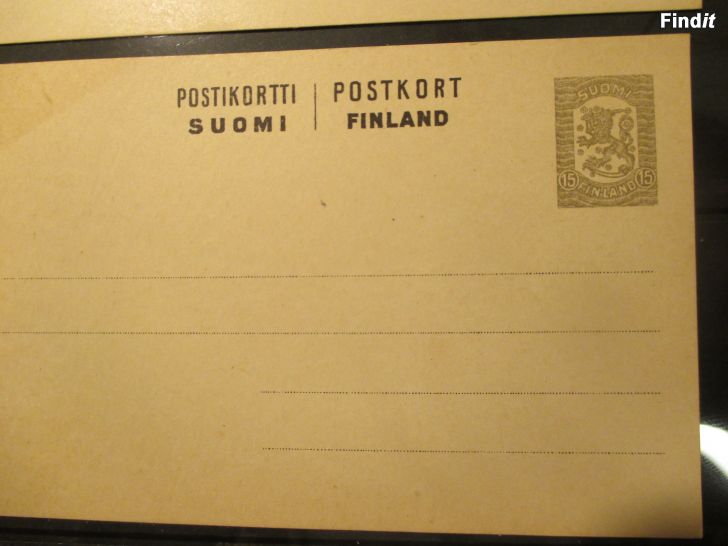 Findit
POSTIKORTTI | POSTKORT
SUOMI | FINLAND
SUOMI
15 FINLAND 15